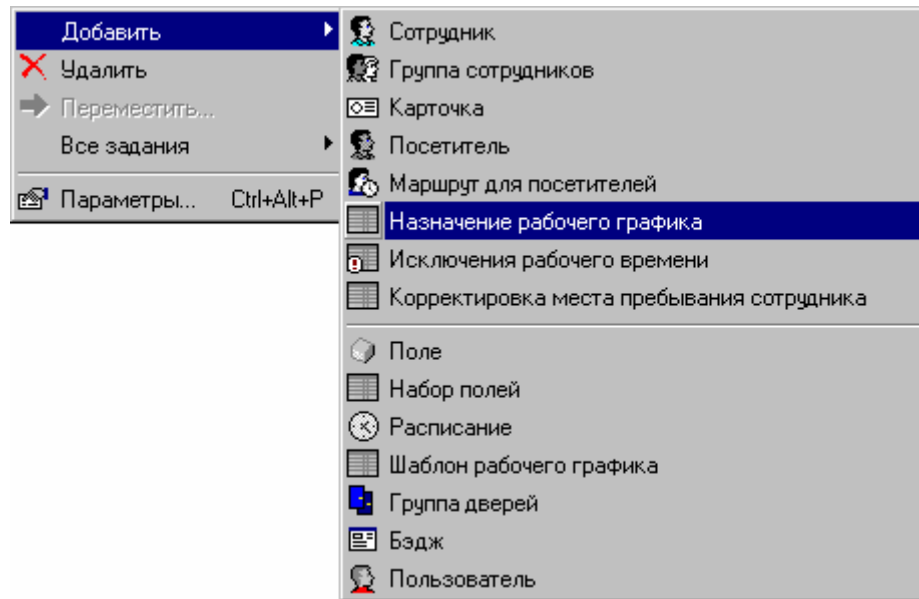 Добавить
Удалить
Переместить...
Все задания
Параметры... Ctrl+Alt+P
Сотрудник
Группа сотрудников
Карточка
Посетитель
Маршрут для посетителей
Назначение рабочего графика
Исключения рабочего времени
Корректировка места пребывания сотрудника
Поле
Набор полей
Расписание
Шаблон рабочего графика
Группа дверей
Бэдж
Пользователь